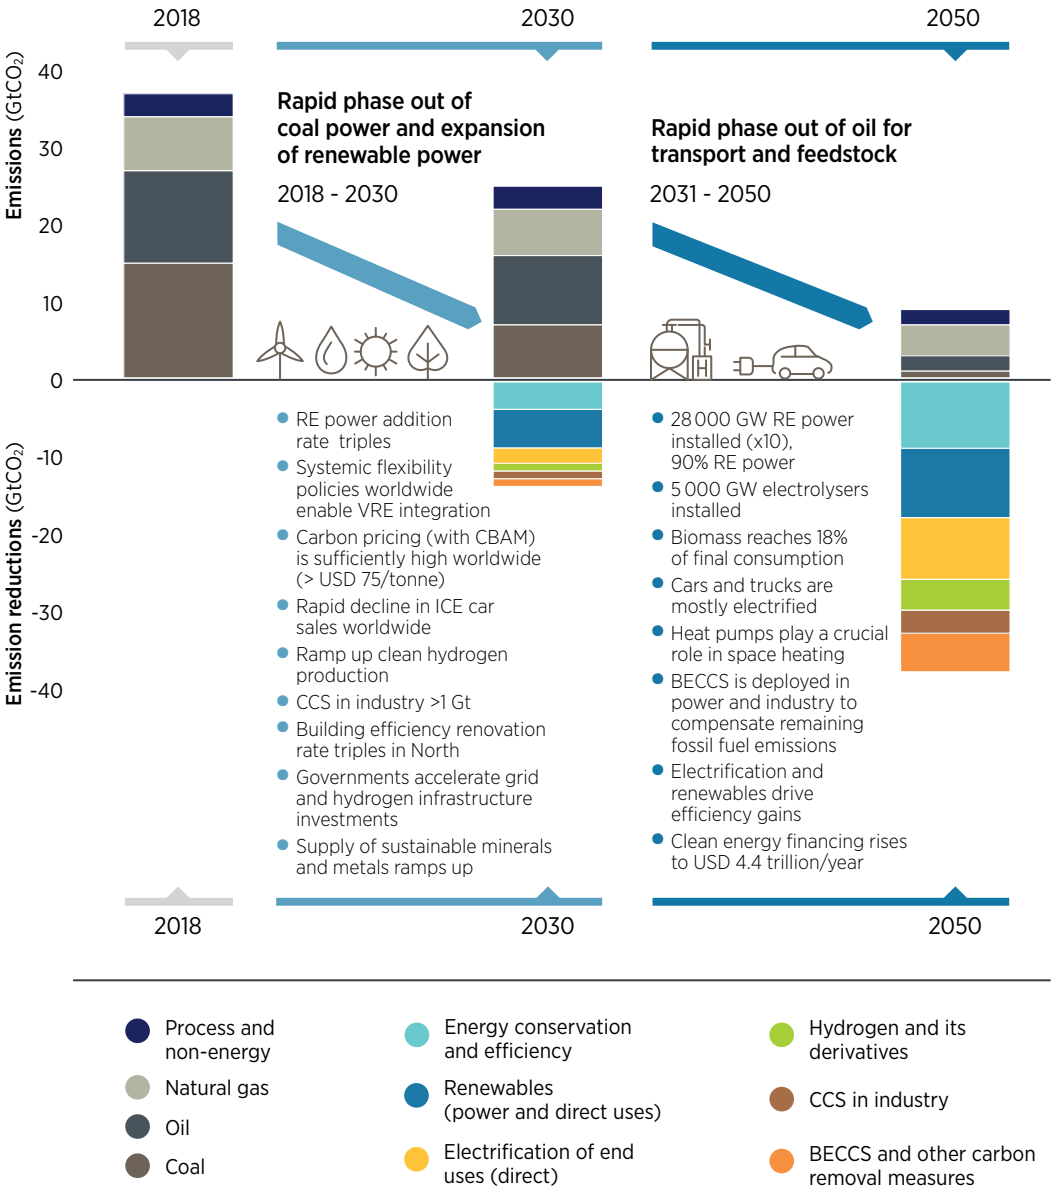 2018
2030
2050
Emissions (GtCO₂)
40
30
20
10
0
-10
-20
-30
-40
Emission reductions (GtCO₂)
Rapid phase out of
coal power and expansion
of renewable power
2018 - 2030
Rapid phase out of oil for
transport and feedstock
2031 - 2050
H
RE power addition
rate triples
Systemic flexibility
policies worldwide
enable VRE integration
Carbon pricing (with CBAM)
is sufficiently high worldwide
(> USD 75/tonne)
Rapid decline in ICE car
sales worldwide
Ramp up clean hydrogen
production
CCS in industry >1 Gt
Building efficiency renovation
rate triples in North
Governments accelerate grid
and hydrogen infrastructure
investments
Supply of sustainable minerals
and metals ramps up
28 000 GW RE power
installed (x10),
90% RE power
5 000 GW electrolysers
installed
Biomass reaches 18%
of final consumption
Cars and trucks are
mostly electrified
Heat pumps play a crucial
role in space heating
BECCS is deployed in
power and industry to
compensate remaining
fossil fuel emissions
Electrification and
renewables drive
efficiency gains
Clean energy financing rises
to USD 4.4 trillion/year
2018
2030
2050
Process and
non-energy
Natural gas
Oil
Coal
Energy conservation
and efficiency
Renewables
(power and direct uses)
Electrification of end
uses (direct)
Hydrogen and its
derivatives
CCS in industry
BECCS and other carbon
removal measures